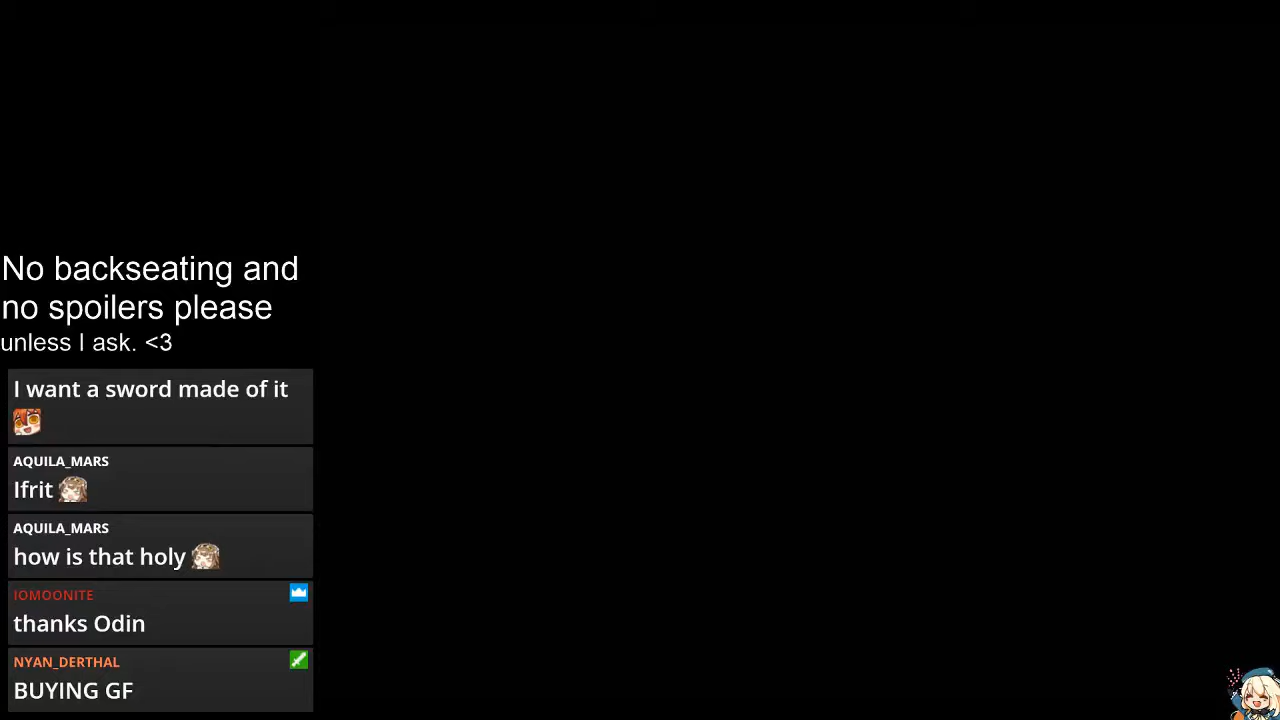 No backseating and
no spoilers please
unless I ask. <3
I want a sword made of it
AQUILA_MARS
Ifrit
AQUILA_MARS
how is that holy
IOMOONITE
thanks Odin
NYAN_DERTHAL
BUYING GF